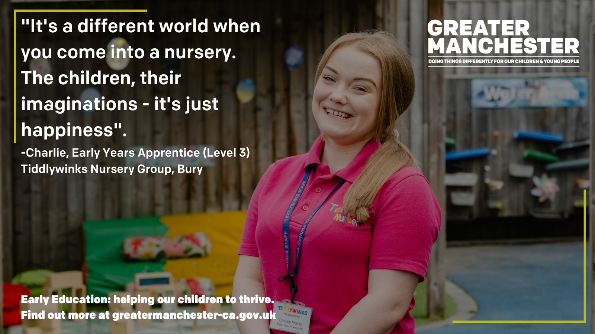 "It's a different world when
you come into a nursery.
The children, their
imaginations - it's just
happiness".
-Charlie, Early Years Apprentice (Level 3)
Tiddlywinks Nursery Group, Bury
GREATER
MANCHESTER
DOING THINGS DIFFERENTLY FOR OUR CHILDREN & YOUNG PEOPLE
Early Education: helping our children to thrive.
Find out more at greatermanchester-ca.gov.uk